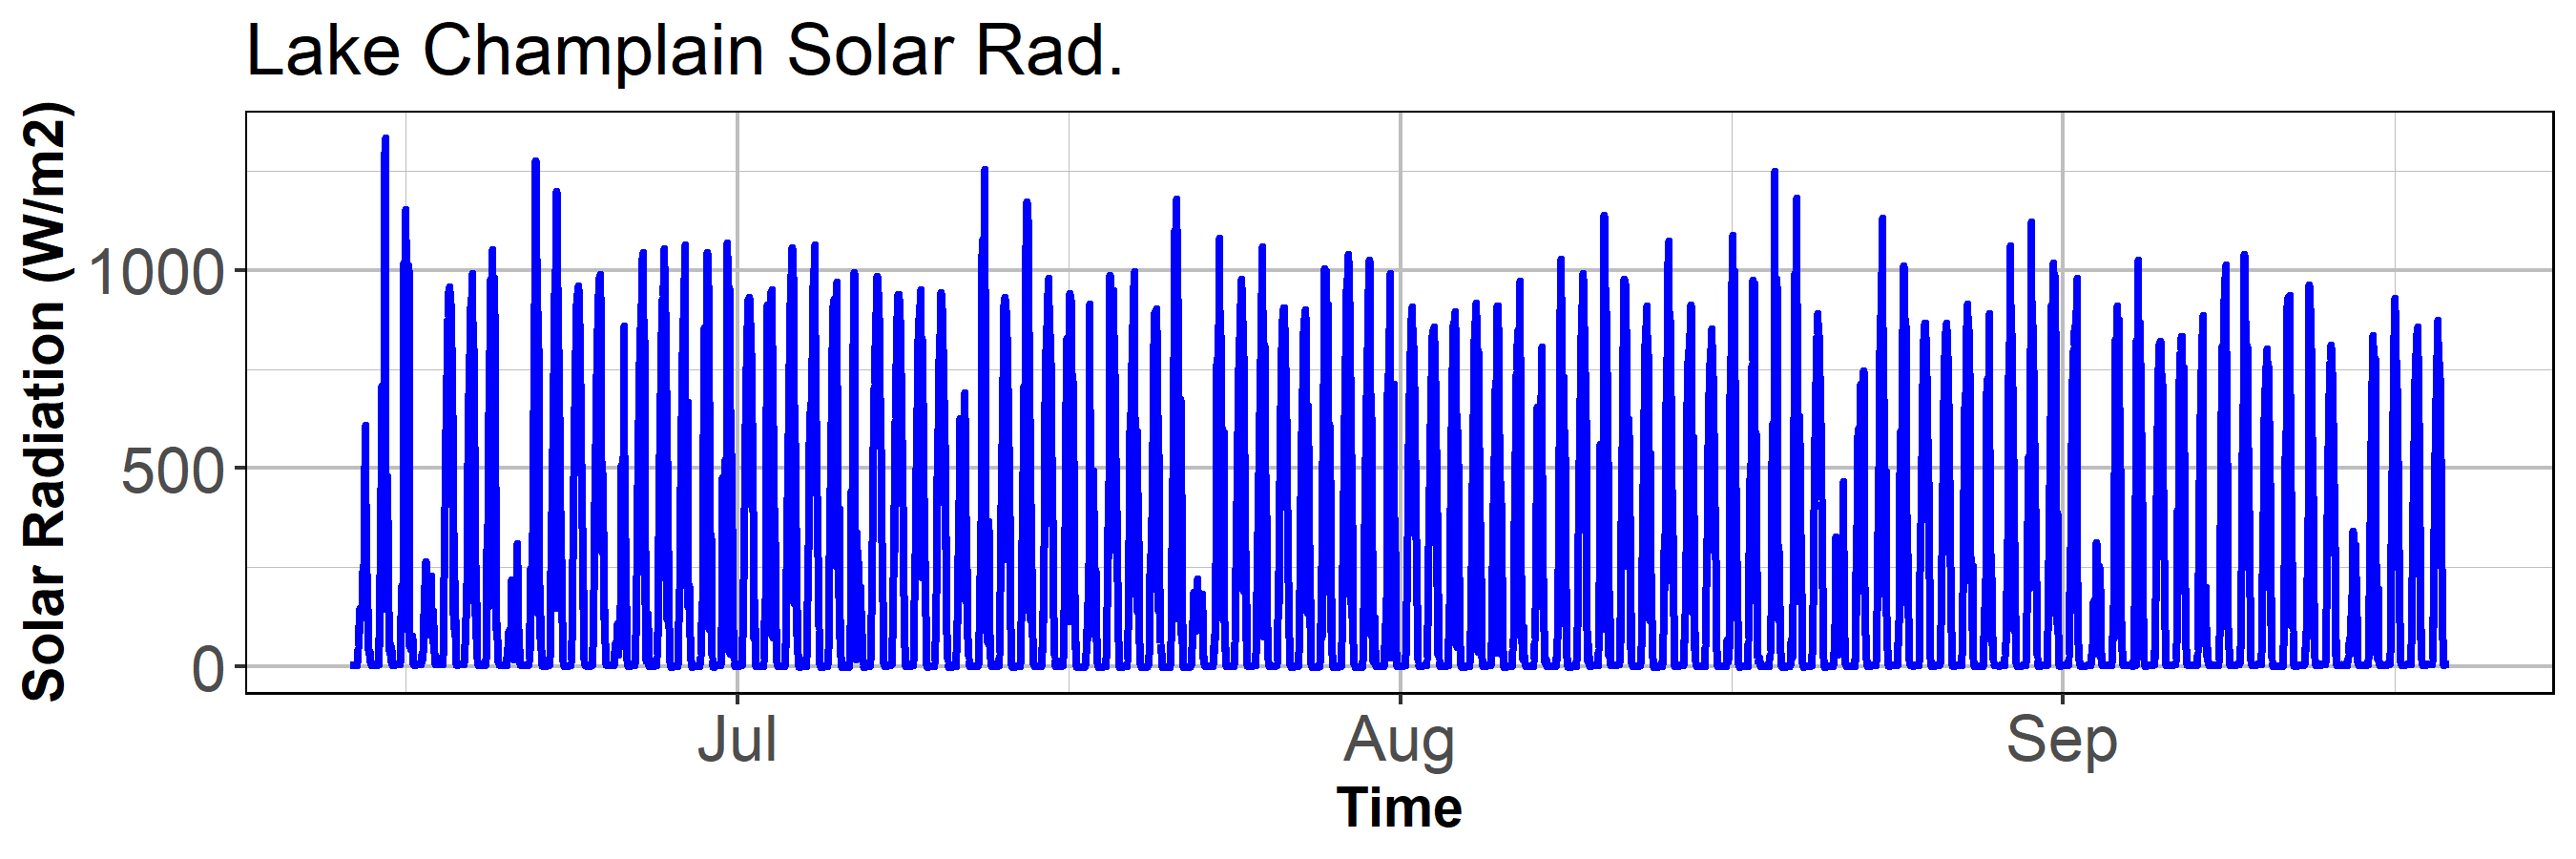 Lake Champlain Solar Rad.
Solar Radiation (W/m2)
1000
500
0
Jul Aug Sep
Time